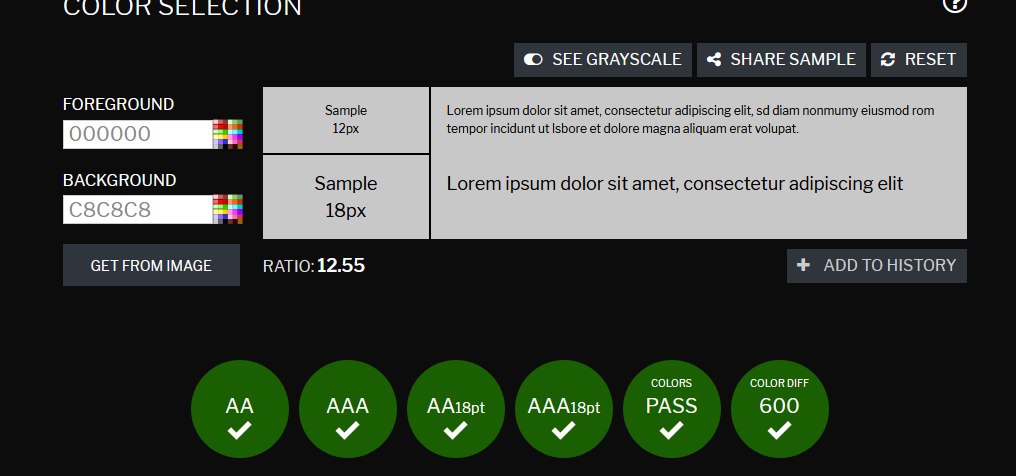 COLOR SELECTION
?
SEE GRAYSCALE
SHARE SAMPLE
RESET
FOREGROUND
000000
BACKGROUND
C8C8C8
GET FROM IMAGE
Sample
12px
Lorem ipsum dolor sit amet, consectetur adipiscing elit, sd diam nonmumy eiusmod rom
tempor incidunt ut lsbore et dolore magna aliquam erat volupat.
Sample
18px
Lorem ipsum dolor sit amet, consectetur adipiscing elit
RATIO: 12.55
+ ADD TO HISTORY
AA
AAA
AA18pt
AAA18pt
COLORS
PASS
COLOR DIFF
600